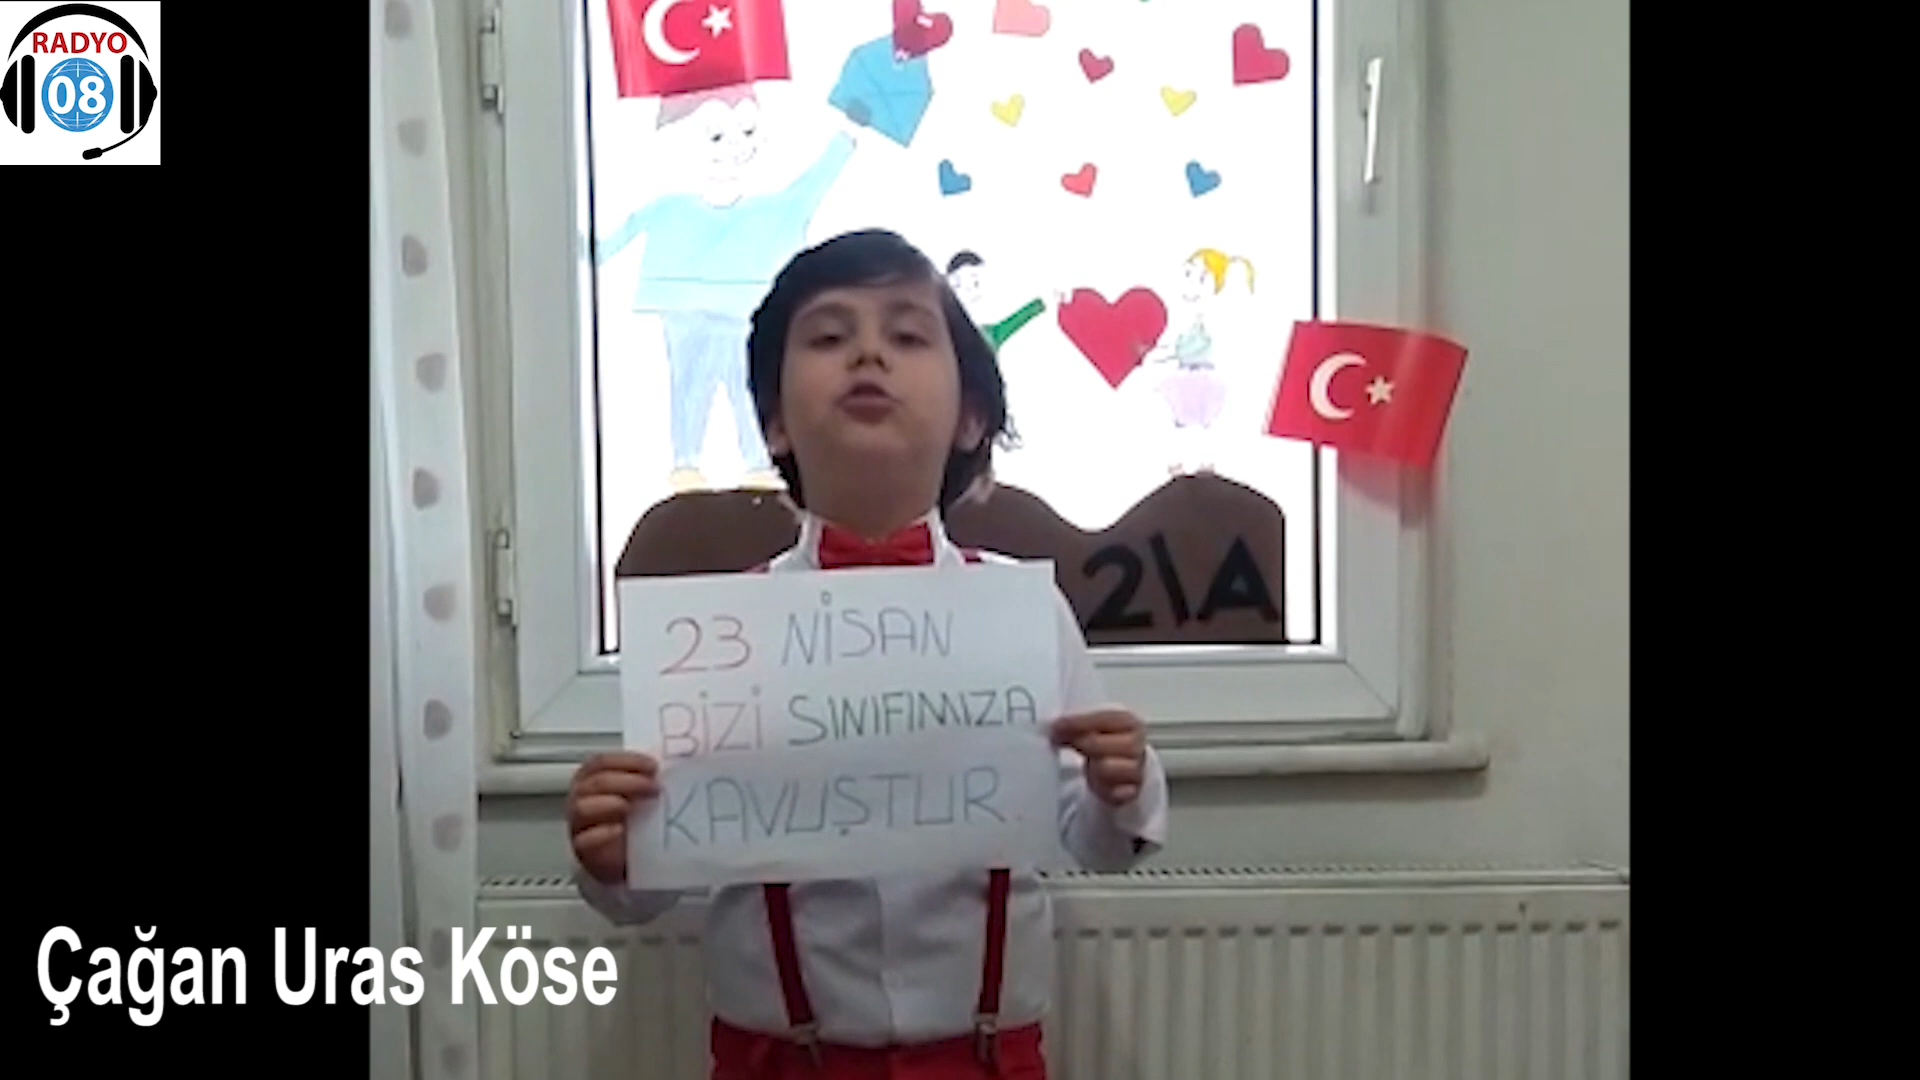 RADYO
08
2\A
23 NİSAN
BİZİ SINIFIMIZA
KAVUŞTUR.
Çağan Uras Köse